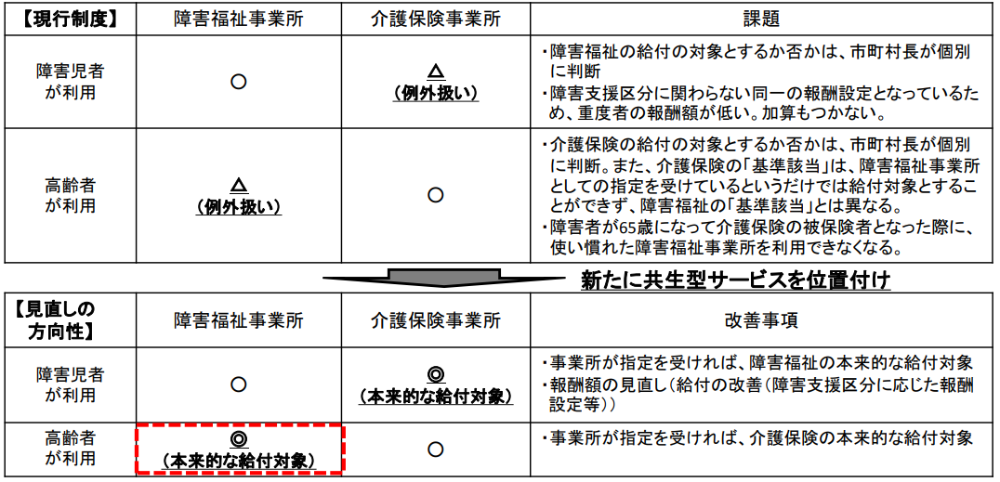 【現行制度】 障害福祉事業所 介護保険事業所 課題
障害児者
が利用
○
△
(例外扱い)
・障害福祉の給付の対象とするか否かは、市町村長が個別
に判断
・障害支援区分に関わらない同一の報酬設定となっているた
め、重度者の報酬額が低い。加算もつかない。
高齢者
が利用
△
(例外扱い)
○
・介護保険の給付の対象とするか否かは、市町村長が個別
に判断。また、介護保険の「基準該当」は、障害福祉事業所
としての指定を受けているというだけでは給付対象とするこ
とができず、障害福祉の「基準該当」とは異なる。
・障害者が65歳になって介護保険の被保険者となった際に、
使い慣れた障害福祉事業所を利用できなくなる。
新たに共生型サービスを位置付け
【見直しの
方向性】
障害福祉事業所 介護保険事業所 改善事項
障害児者
が利用
○
◎
(本来的な給付対象)
・事業所が指定を受ければ、障害福祉の本来的な給付対象
・報酬額の見直し(給付の改善(障害支援区分に応じた報酬
設定等))
高齢者
が利用
◎
(本来的な給付対象)
○
・事業所が指定を受ければ、介護保険の本来的な給付対象